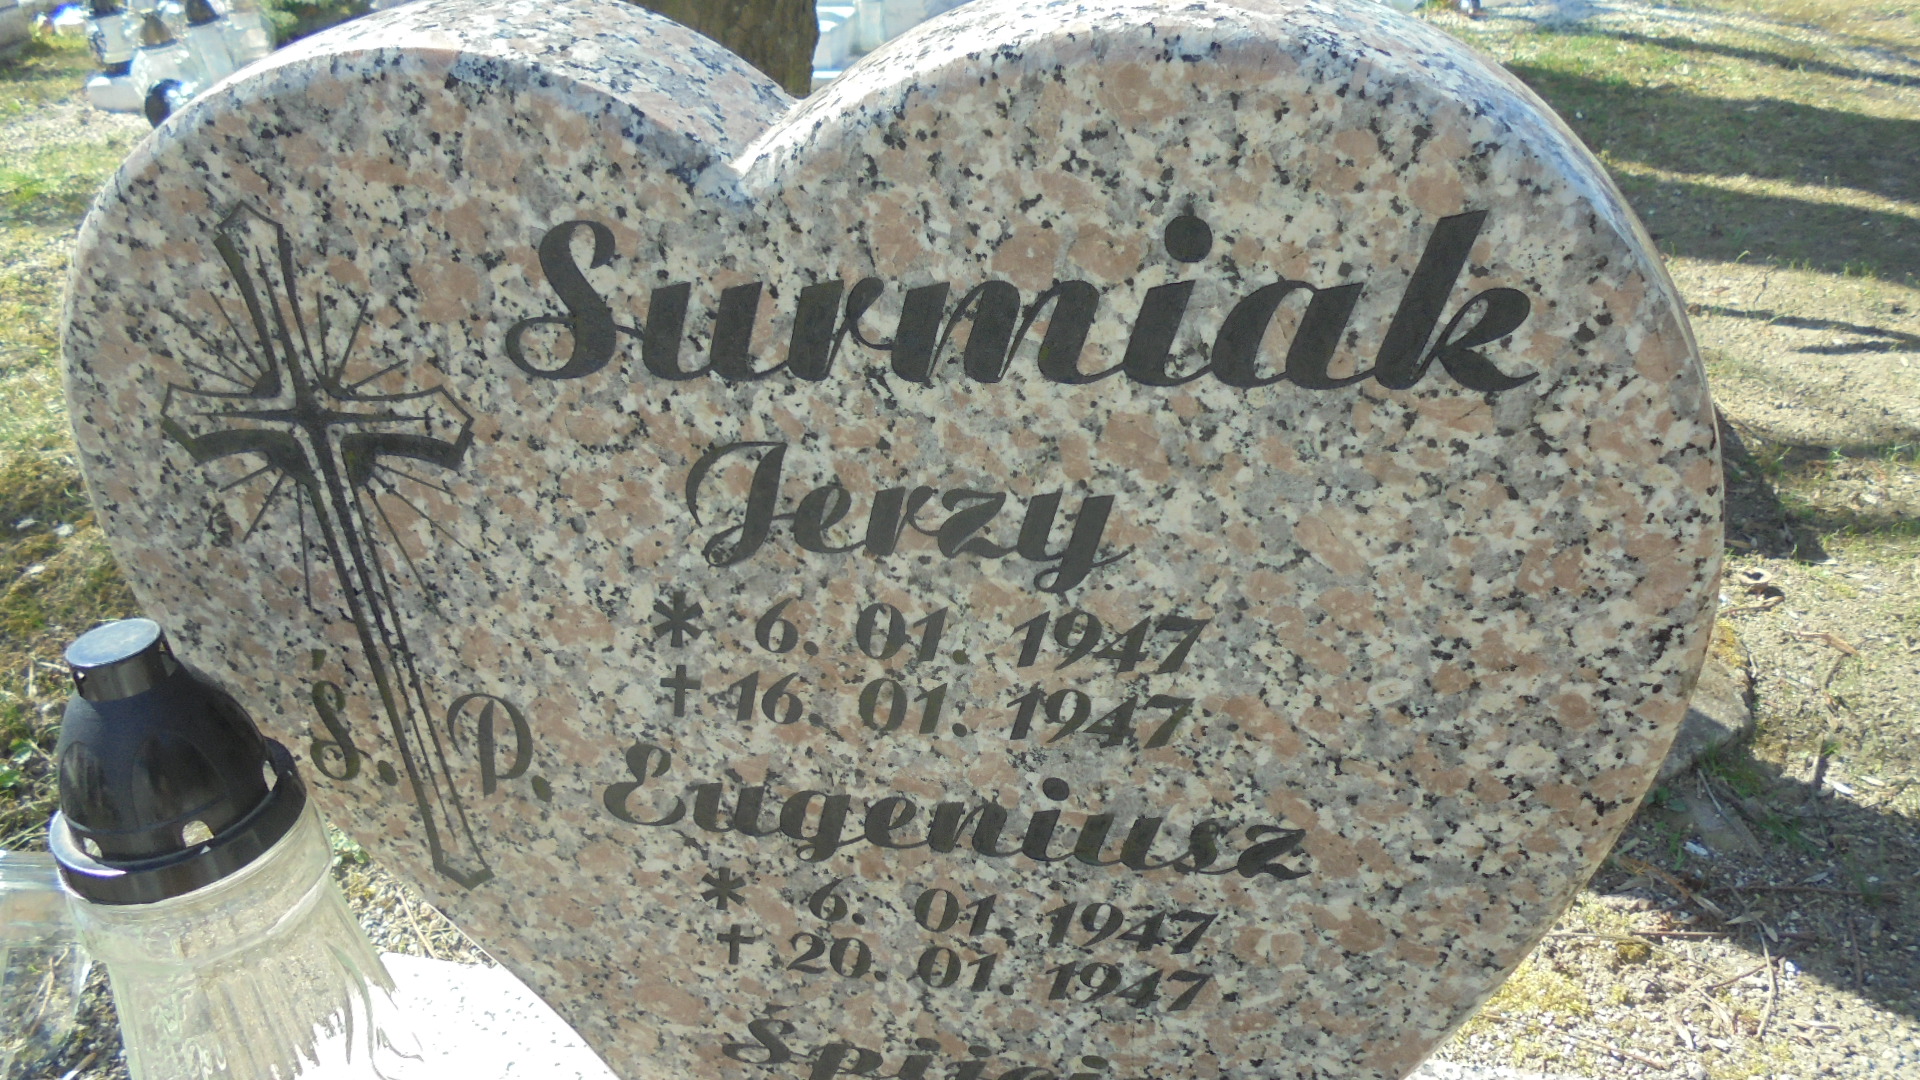 Surmiak
Jerzy
* 6. 01. 1947
+ 16. 01. 1947
Ś. P.
Eugeniusz
* 6. 01. 1947
+ 20. 01. 1947